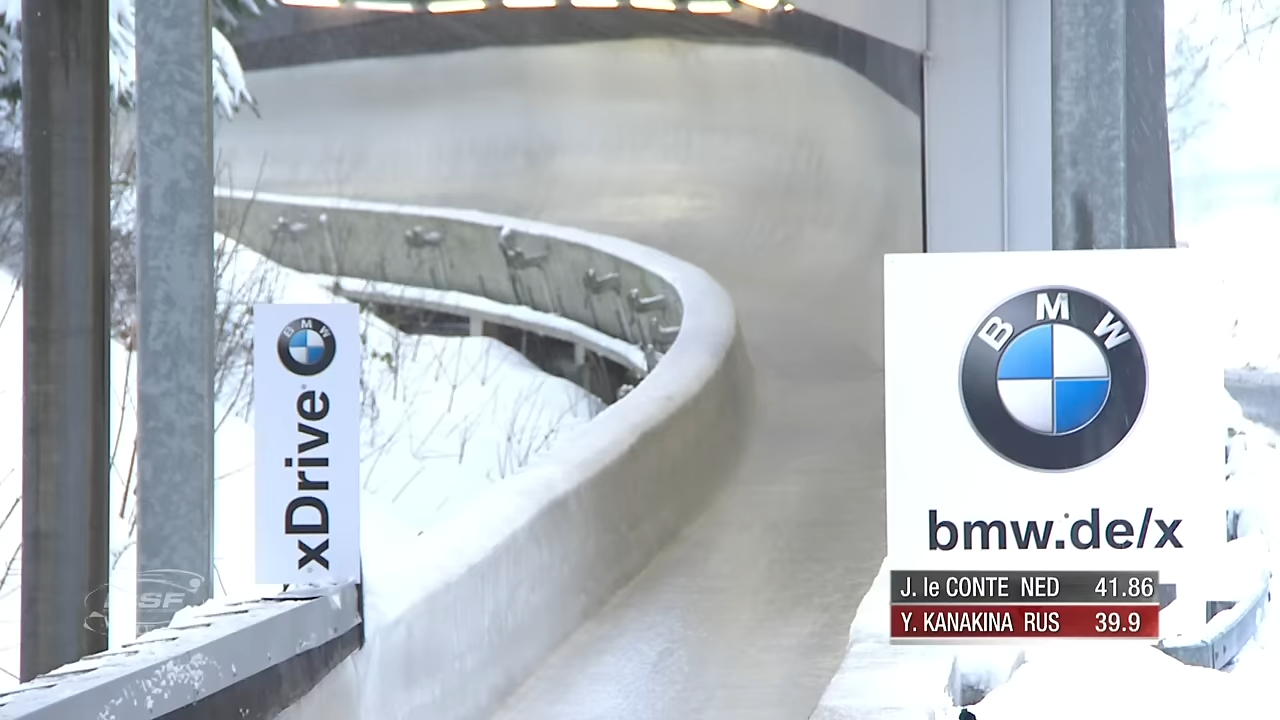 BMW
xDrive
BMW
bmw.de/x
J. le CONTE NED 41.86
Y. KANAKINA RUS 39.9